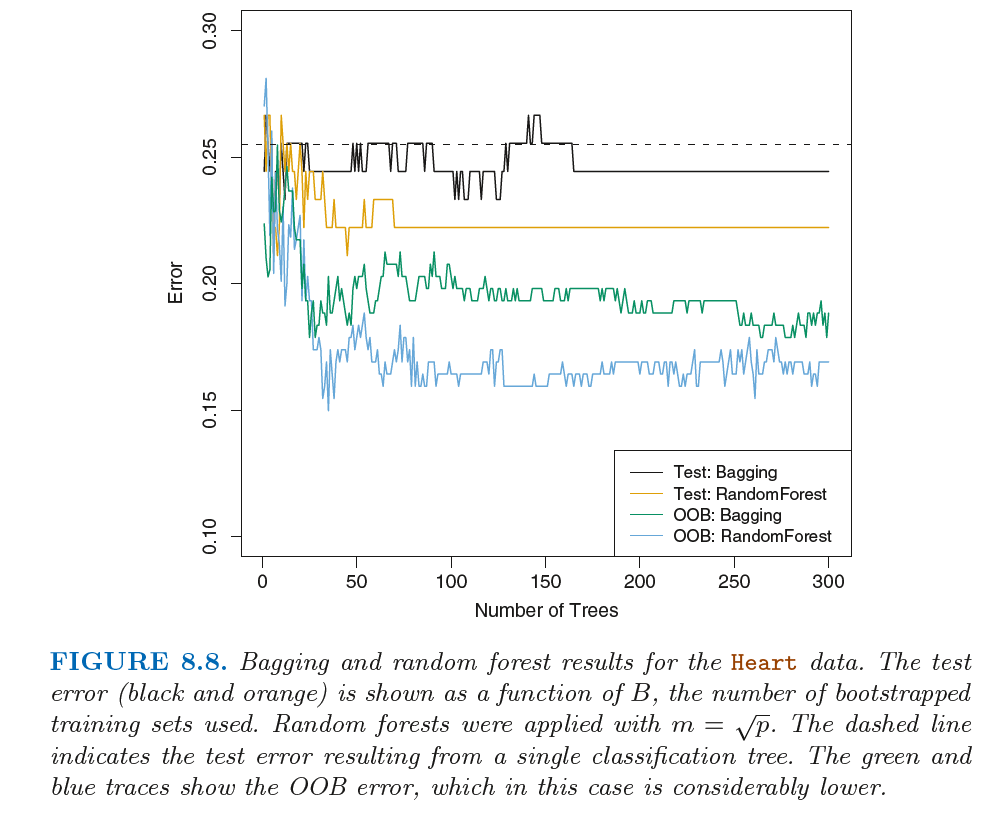 0.30
0.25
0.20
0.15
0.10
Error
0 50 100 150 200 250 300
Number of Trees
Test: Bagging
Test: RandomForest
OOB: Bagging
OOB: RandomForest
FIGURE 8.8. Bagging and random forest results for the Heart data. The test
error (black and orange) is shown as a function of B, the number of bootstrapped
training sets used. Random forests were applied with m = √p. The dashed line
indicates the test error resulting from a single classification tree. The green and
blue traces show the OOB error, which in this case is considerably lower.